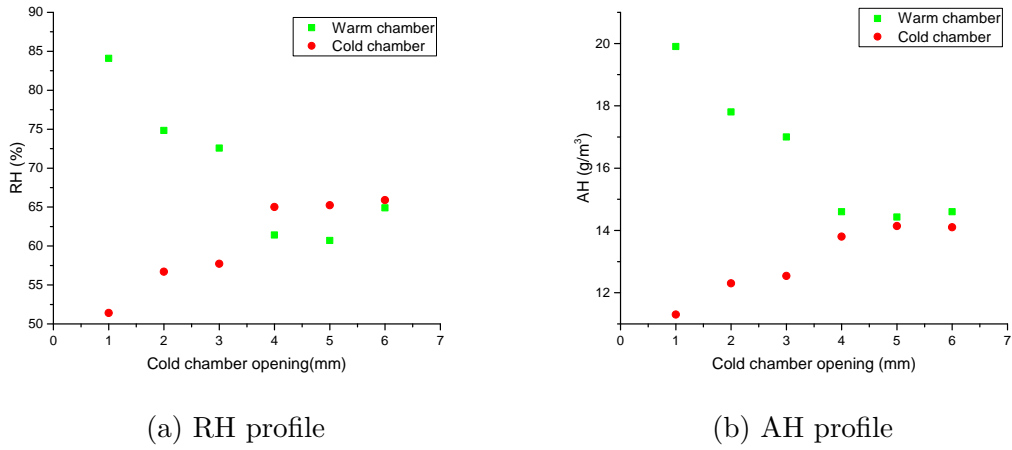 90
85
80
75
70
65
60
55
50
RH (%)
Warm chamber
Cold chamber
0 1 2 3 4 5 6 7
Cold chamber opening(mm)
(a) RH profile
20
18
16
14
12
AH (g/m³)
Warm chamber
Cold chamber
0 1 2 3 4 5 6 7
Cold chamber opening (mm)
(b) AH profile